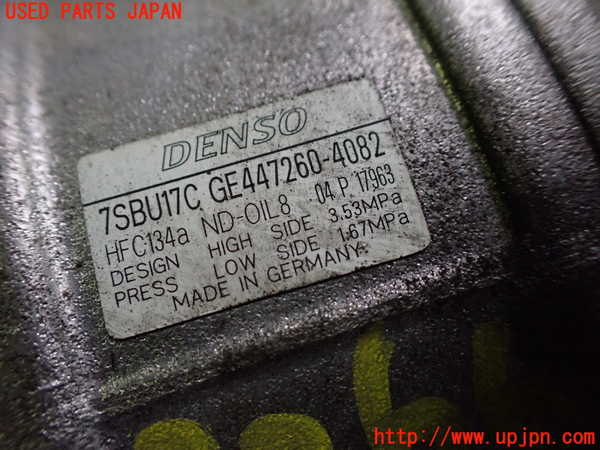 USED PARTS JAPAN
DENSO
7SBU17C GE447260-4082
HFC134a ND-OIL8 04 P 17963
DESIGN HIGH SIDE 3.53MPa
PRESS LOW SIDE 1.67MPa
MADE IN GERMANY
http://www.upjpn.com/